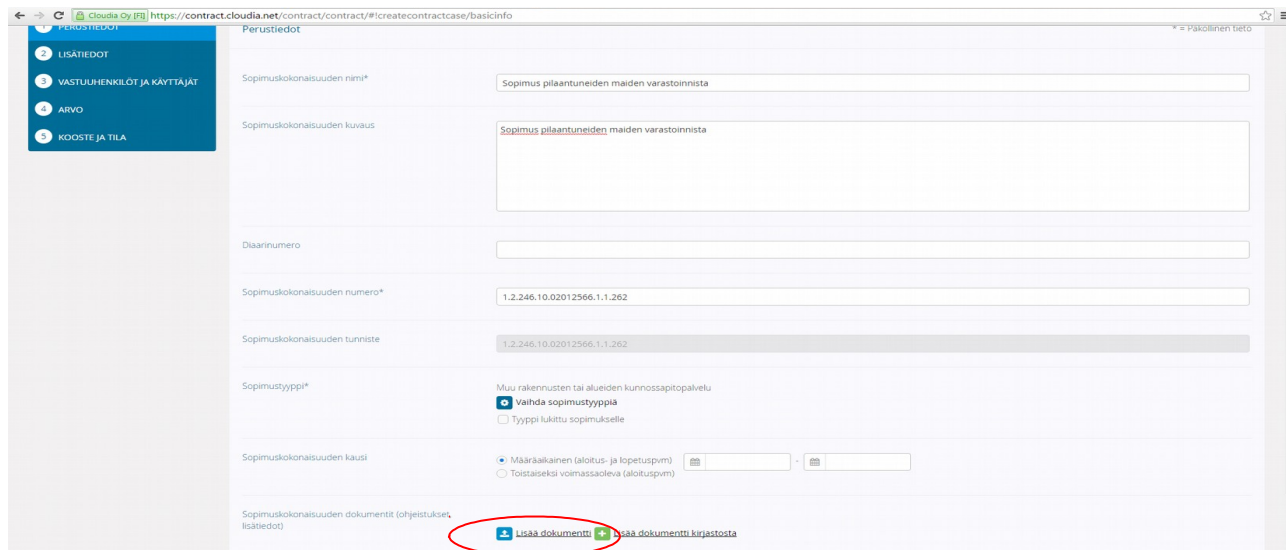 Cloudia Oy [FI] https://contract.cloudia.net/contract/contract/#!createcontractcase/basicinfo
1 PERUSTIEDOT
Perustiedot
* = Pakollinen tieto
2 LISÄTIEDOT
3 VASTUUHENKILÖT JA KÄYTTÄJÄT
4 ARVO
5 KOOSTE JA TILA
Sopimuskokonaisuuden nimi*
Sopimus pilaantuneiden maiden varastoinnista
Sopimuskokonaisuuden kuvaus
Sopimus pilaantuneiden maiden varastoinnista
Diaarinumero
Sopimuskokonaisuuden numero*
1.2.246.10.02012566.1.1.262
Sopimuskokonaisuuden tunniste
1.2.246.10.02012566.1.1.262
Sopimustyyppi*
Muu rakennusten tai alueiden kunnossapitopalvelu
Vaihda sopimustyyppiä
Tyyppi lukittu sopimukselle
Sopimuskokonaisuuden kausi
Määräaikainen (aloitus- ja lopetuspvm) -
Toistaiseksi voimassaoleva (aloituspvm)
Sopimuskokonaisuuden dokumentit (ohjeistukset,
lisätiedot)
Lisää dokumentti Lisää dokumentti kirjastosta